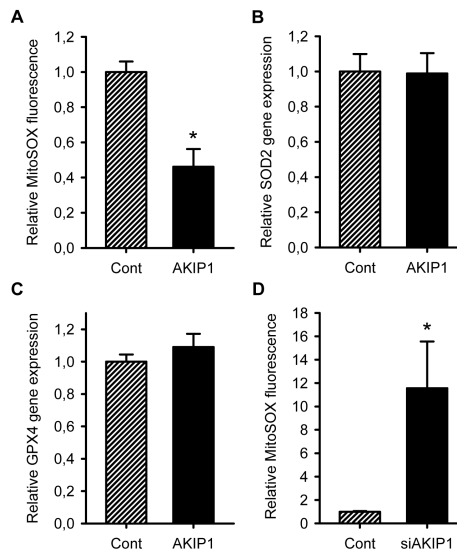 A
Relative MitoSOX fluorescence
1,2
1,0
0,8
0,6
0,4
0,2
0,0
*
Cont AKIP1
B
Relative SOD2 gene expression
1,2
1,0
0,8
0,6
0,4
0,2
0,0
Cont AKIP1
C
Relative GPX4 gene expression
1,2
1,0
0,8
0,6
0,4
0,2
0,0
Cont AKIP1
D
Relative MitoSOX fluorescence
18
16
14
12
10
8
6
4
2
0
*
Cont siAKIP1